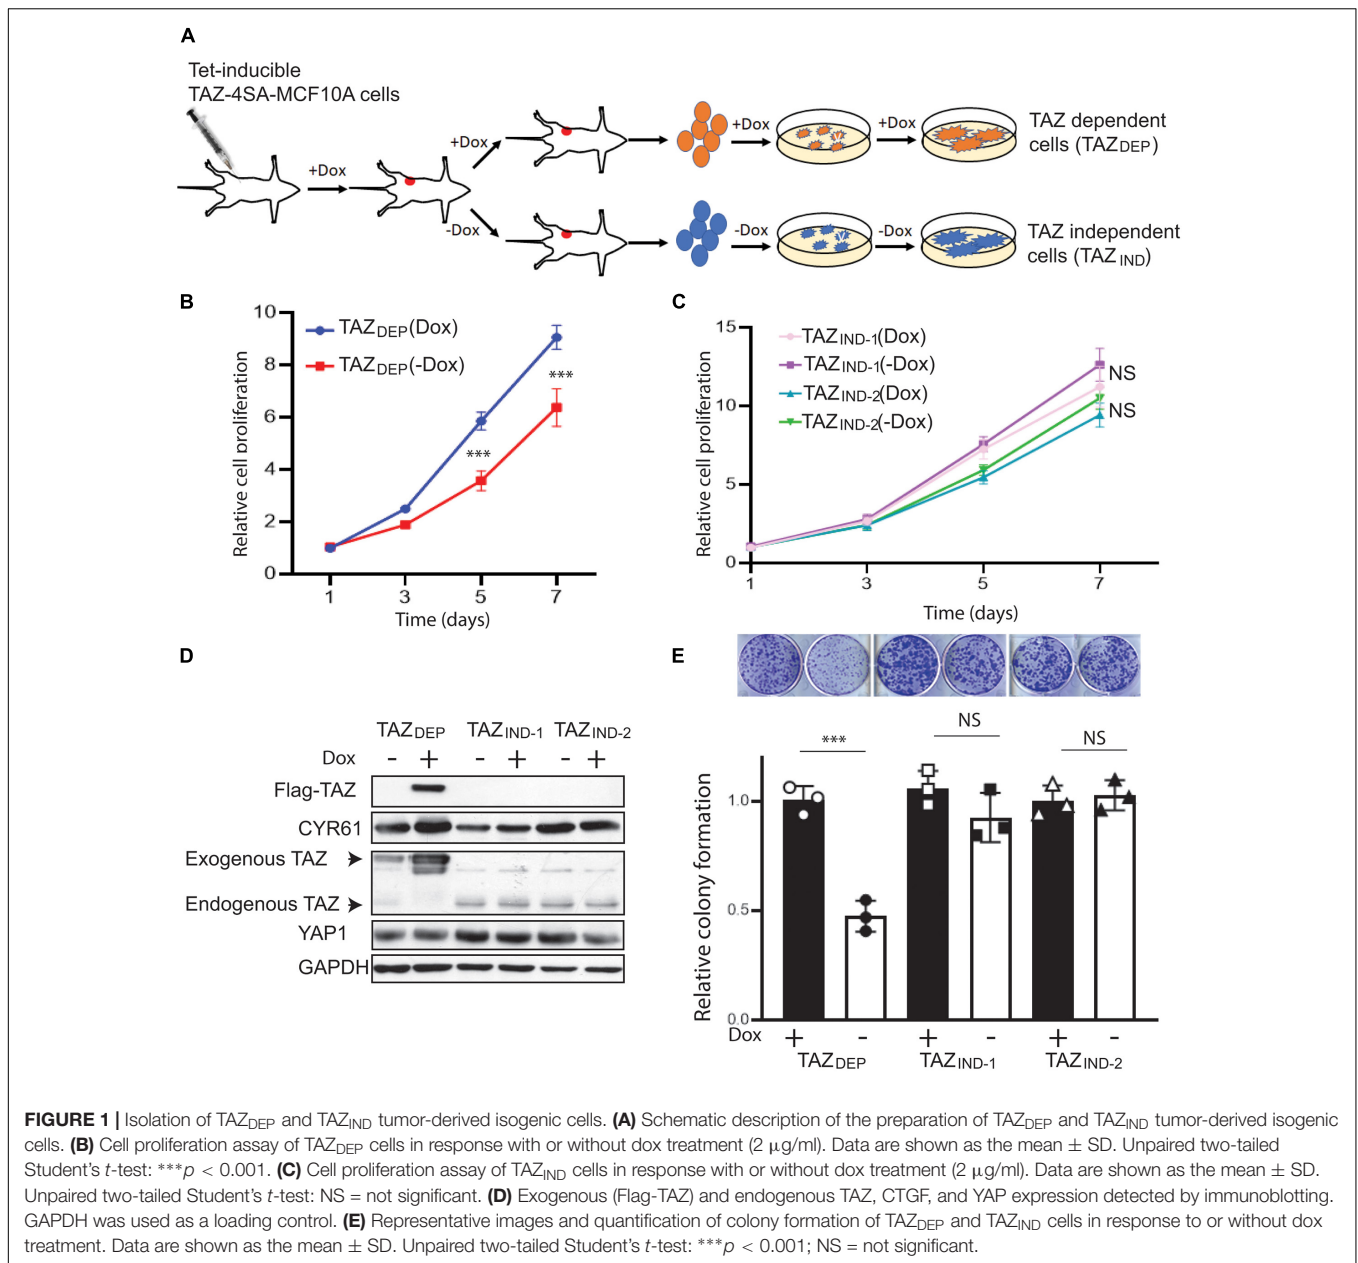 A
Tet-inducible
TAZ-4SA-MCF10A cells
+Dox
+Dox
-Dox
+Dox
+Dox
TAZ dependent
cells (TAZDEP)
-Dox
-Dox
TAZ independent
cells (TAZIND)
B
Relative cell proliferation
10
8
6
4
2
0
TAZDEP(Dox)
TAZDEP(-Dox)
***
***
1 3 5 7
Time (days)
C
Relative cell proliferation
15
10
5
0
TAZIND-1(Dox)
TAZIND-1(-Dox)
TAZIND-2(Dox)
TAZIND-2(-Dox)
NS
NS
1 3 5 7
Time (days)
D
TAZDEP TAZIND-1 TAZIND-2
Dox - + - + - +
Flag-TAZ
CYR61
Exogenous TAZ
Endogenous TAZ
YAP1
GAPDH
E
Relative colony formation
1.0
0.5
0.0
***
NS
NS
Dox + - + - + -
TAZDEP TAZIND-1 TAZIND-2
FIGURE 1 | Isolation of TAZDEP and TAZIND tumor-derived isogenic cells. (A) Schematic description of the preparation of TAZDEP and TAZIND tumor-derived isogenic
cells. (B) Cell proliferation assay of TAZDEP cells in response with or without dox treatment (2 μg/ml). Data are shown as the mean ± SD. Unpaired two-tailed
Student's t-test: ***p < 0.001. (C) Cell proliferation assay of TAZIND cells in response with or without dox treatment (2 μg/ml). Data are shown as the mean ± SD.
Unpaired two-tailed Student's t-test: NS = not significant. (D) Exogenous (Flag-TAZ) and endogenous TAZ, CTGF, and YAP expression detected by immunoblotting.
GAPDH was used as a loading control. (E) Representative images and quantification of colony formation of TAZDEP and TAZIND cells in response to or without dox
treatment. Data are shown as the mean ± SD. Unpaired two-tailed Student's t-test: ***p < 0.001; NS = not significant.